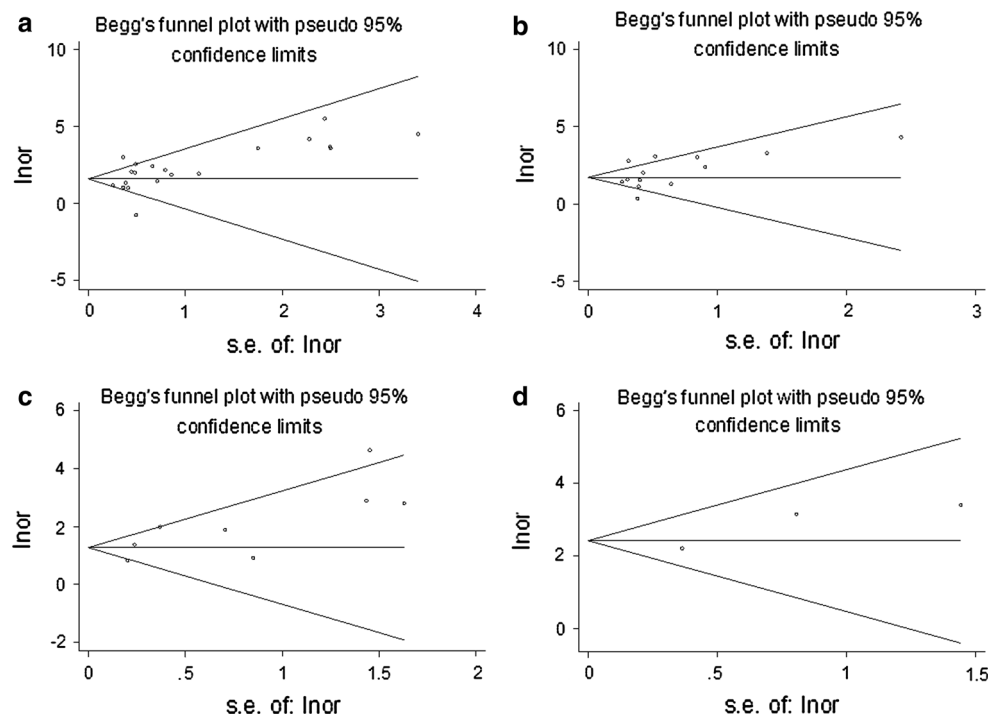 a
Begg's funnel plot with pseudo 95%
confidence limits
10
5
0
-5
lnor
0
1
2
3
4
s.e. of: lnor
b
Begg's funnel plot with pseudo 95%
confidence limits
10
5
0
-5
lnor
0
1
2
3
s.e. of: lnor
c
Begg's funnel plot with pseudo 95%
confidence limits
6
4
2
0
-2
lnor
0
.5
1
1.5
2
s.e. of: lnor
d
Begg's funnel plot with pseudo 95%
confidence limits
6
4
2
0
lnor
0
.5
1
1.5
s.e. of: lnor